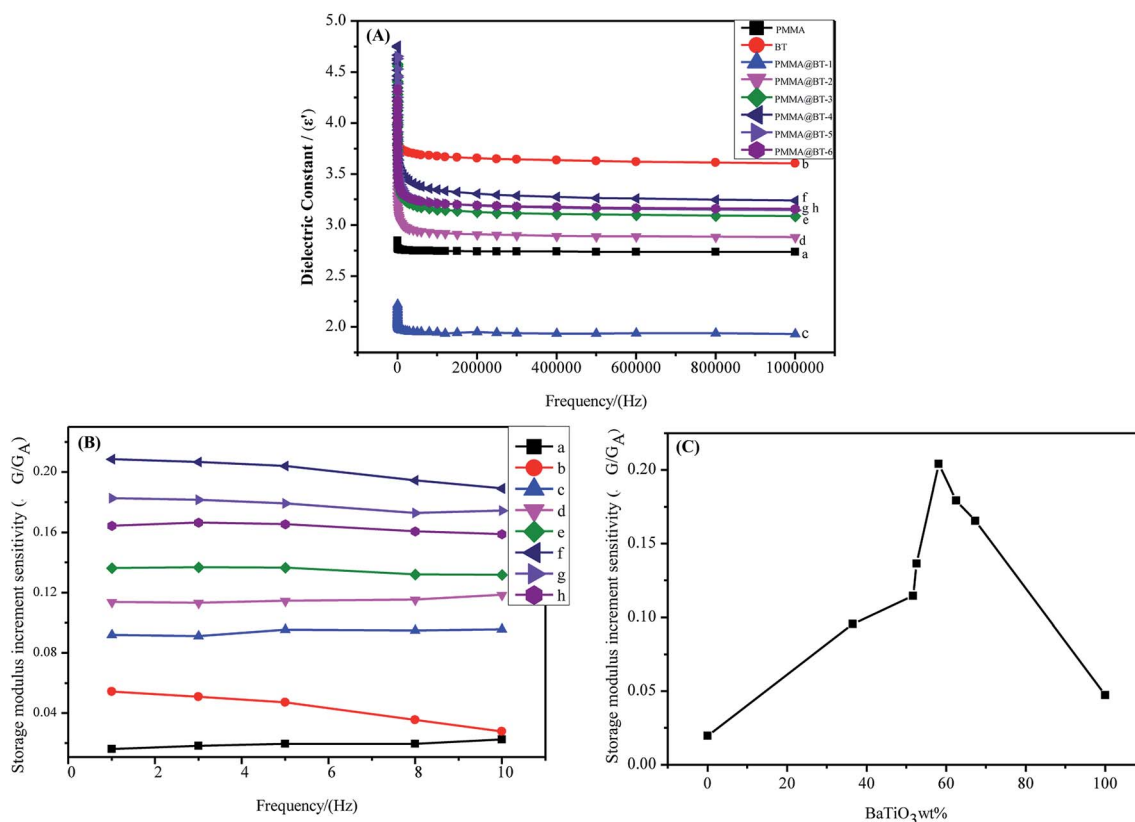 (A)
5.0
4.5
4.0
3.5
3.0
2.5
2.0
Dielectric Constant / (ε')
PMMA
BT
PMMA@BT-1
PMMA@BT-2
PMMA@BT-3
PMMA@BT-4
PMMA@BT-5
PMMA@BT-6
b
f
g h
e
d
a
c
0 200000 400000 600000 800000 1000000
Frequency/(Hz)
(B)
0.20
0.16
0.12
0.08
0.04
Storage modulus increment sensitivity (. G/G_A)
a
b
c
d
e
f
g
h
0 2 4 6 8 10
Frequency/(Hz)
(C)
0.20
0.15
0.10
0.05
0.00
Storage modulus increment sensitivity (. G/G_A)
0 20 40 60 80 100
BaTiO3wt%